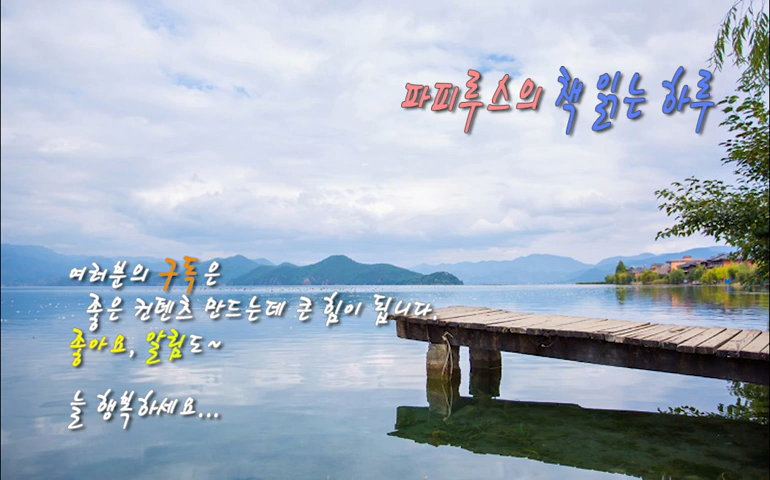 파피루스의 책 읽는 하루
여러분의 구독은
좋은 컨텐츠 만드는데 큰 힘이 됩니다.
좋아요, 알림도~
늘 행복하세요...